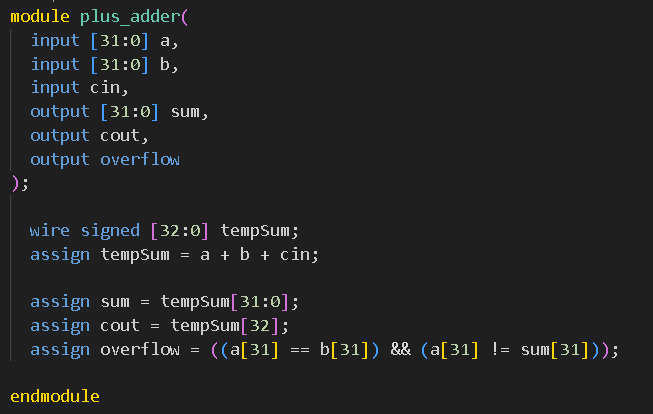 module plus_adder(
  input [31:0] a,
  input [31:0] b,
  input cin,
  output [31:0] sum,
  output cout,
  output overflow
);
  wire signed [32:0] tempSum;
  assign tempSum = a + b + cin;
  assign sum = tempSum[31:0];
  assign cout = tempSum[32];
  assign overflow = ((a[31] == b[31]) && (a[31] != sum[31]));
endmodule